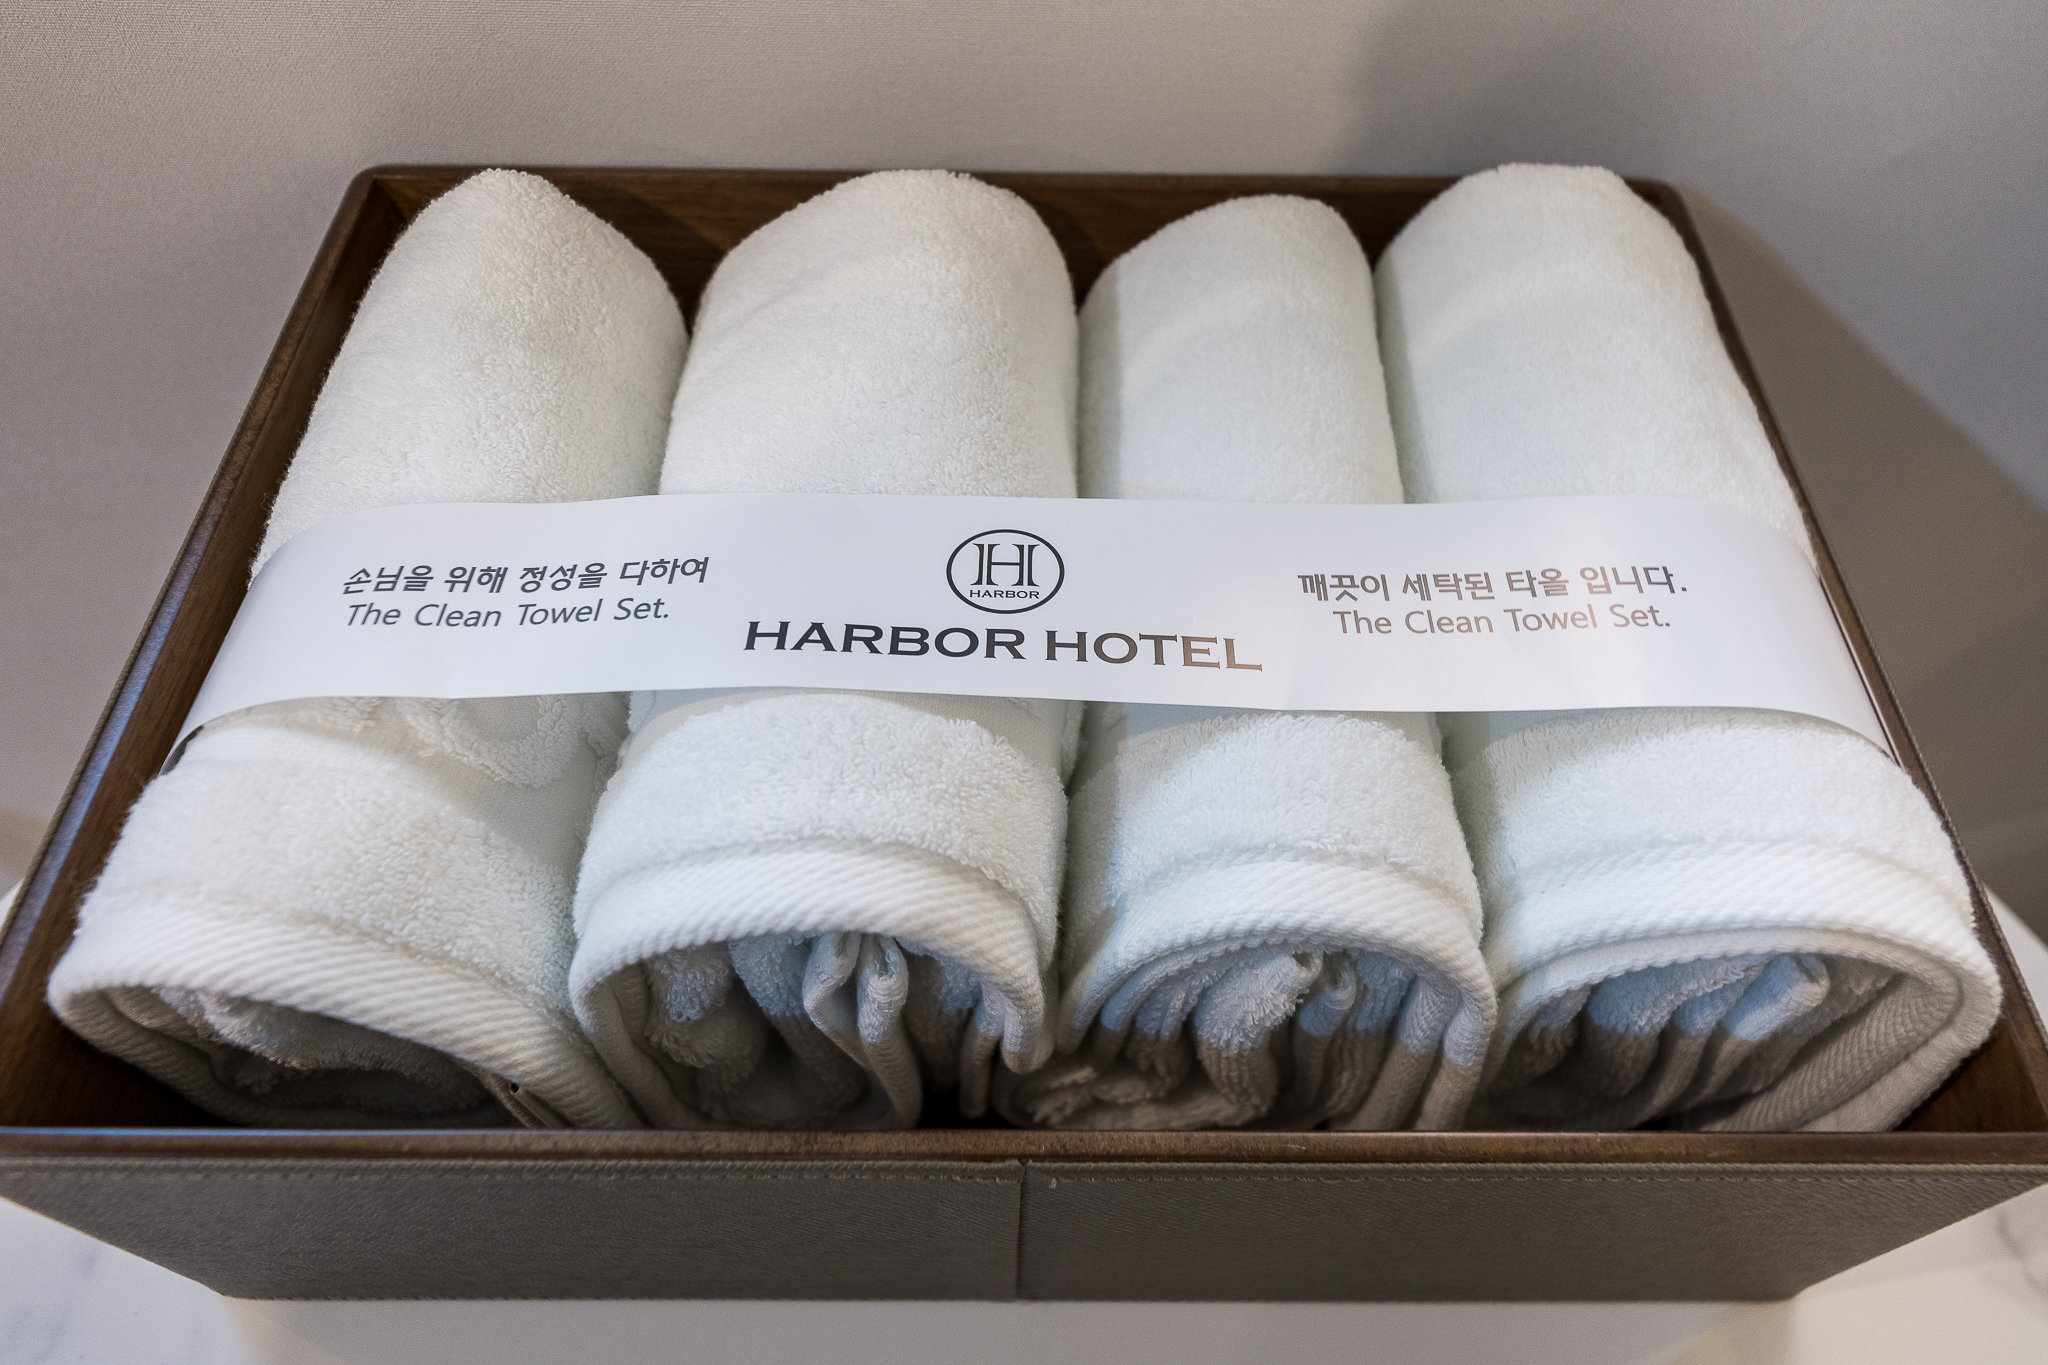 손님을 위해 정성을 다하여
The Clean Towel Set.
H
HARBOR
HARBOR HOTEL
깨끗이 세탁된 타올 입니다.
The Clean Towel Set.